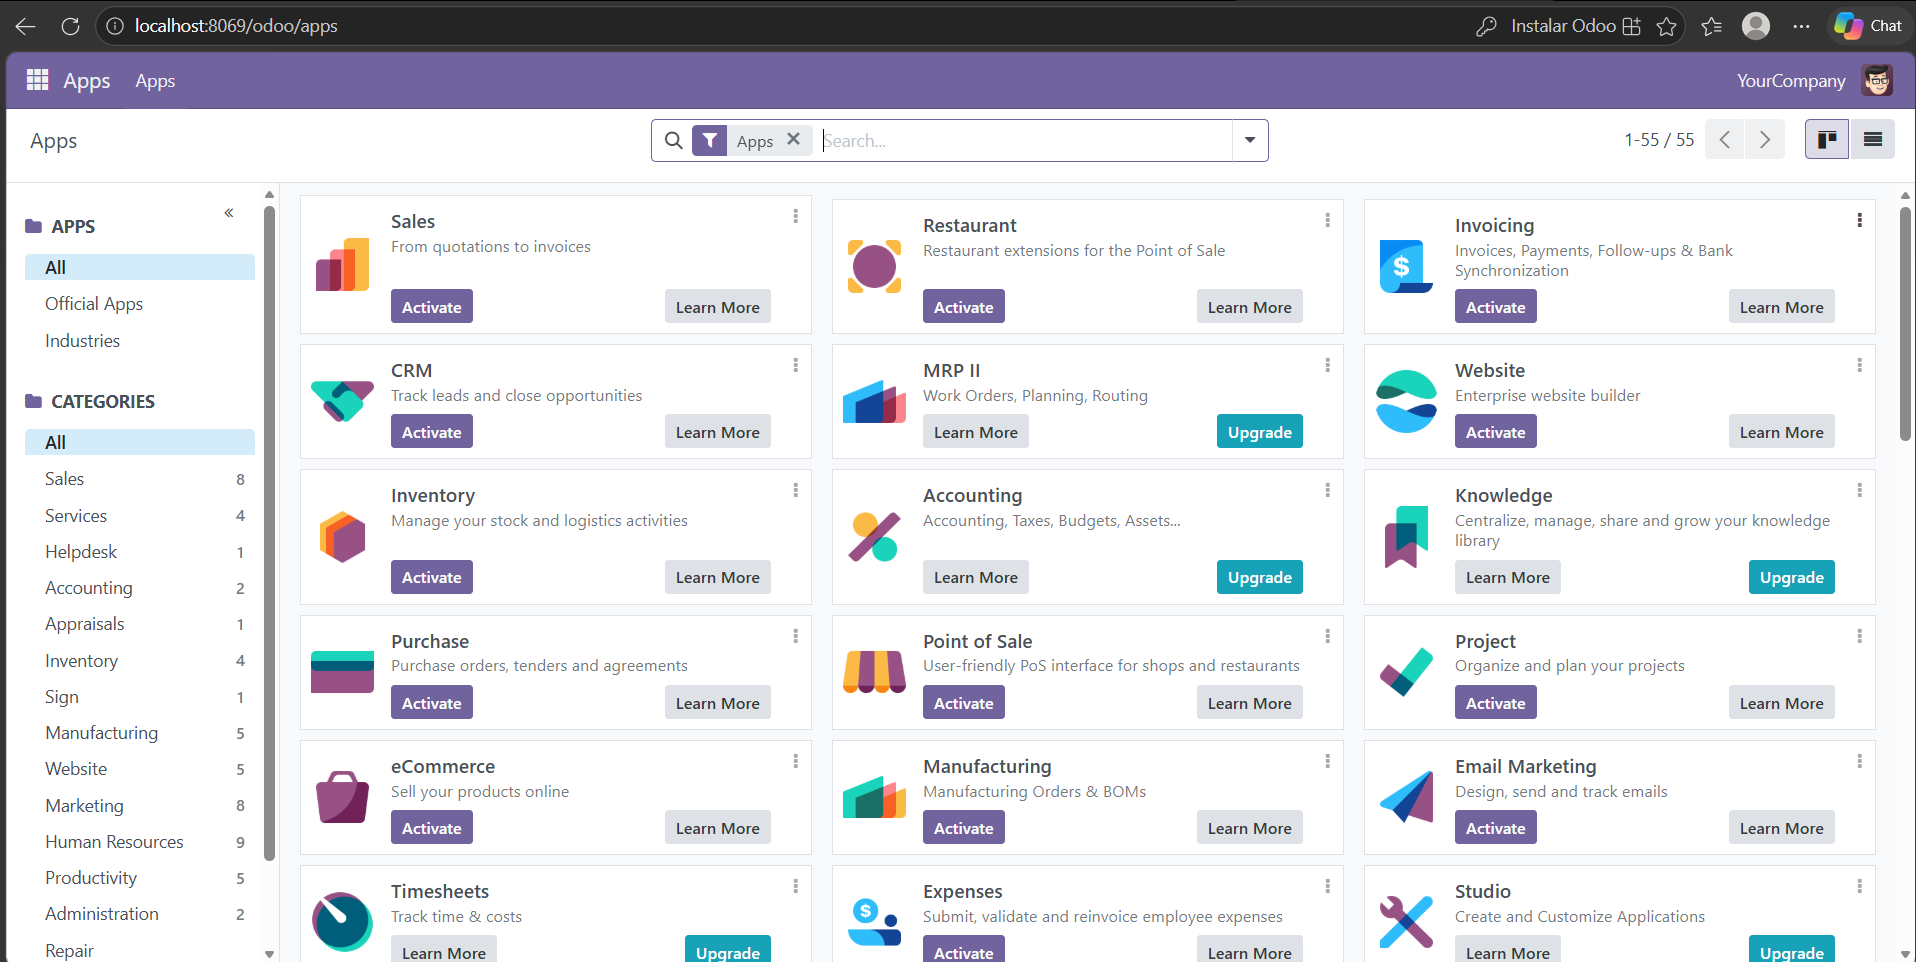 localhost:8069/odoo/apps
Instalar Odoo
Chat
Apps
Apps
YourCompany
Apps
Apps
Search...
1-55 / 55
APPS
All
Official Apps
Industries
CATEGORIES
All
Sales 8
Services 4
Helpdesk 1
Accounting 2
Appraisals 1
Inventory 4
Sign 1
Manufacturing 5
Website 5
Marketing 8
Human Resources 9
Productivity 5
Administration 2
Repair
Sales
From quotations to invoices
Activate
Learn More
Restaurant
Restaurant extensions for the Point of Sale
Activate
Learn More
Invoicing
Invoices, Payments, Follow-ups & Bank
Synchronization
Activate
Learn More
CRM
Track leads and close opportunities
Activate
Learn More
MRP II
Work Orders, Planning, Routing
Learn More
Upgrade
Website
Enterprise website builder
Activate
Learn More
Inventory
Manage your stock and logistics activities
Activate
Learn More
Accounting
Accounting, Taxes, Budgets, Assets...
Learn More
Upgrade
Knowledge
Centralize, manage, share and grow your knowledge
library
Learn More
Upgrade
Purchase
Purchase orders, tenders and agreements
Activate
Learn More
Point of Sale
User-friendly PoS interface for shops and restaurants
Activate
Learn More
Project
Organize and plan your projects
Activate
Learn More
eCommerce
Sell your products online
Activate
Learn More
Manufacturing
Manufacturing Orders & BOMs
Activate
Learn More
Email Marketing
Design, send and track emails
Activate
Learn More
Timesheets
Track time & costs
Learn More
Upgrade
Expenses
Submit, validate and reinvoice employee expenses
Activate
Learn More
Studio
Create and Customize Applications
Learn More
Upgrade